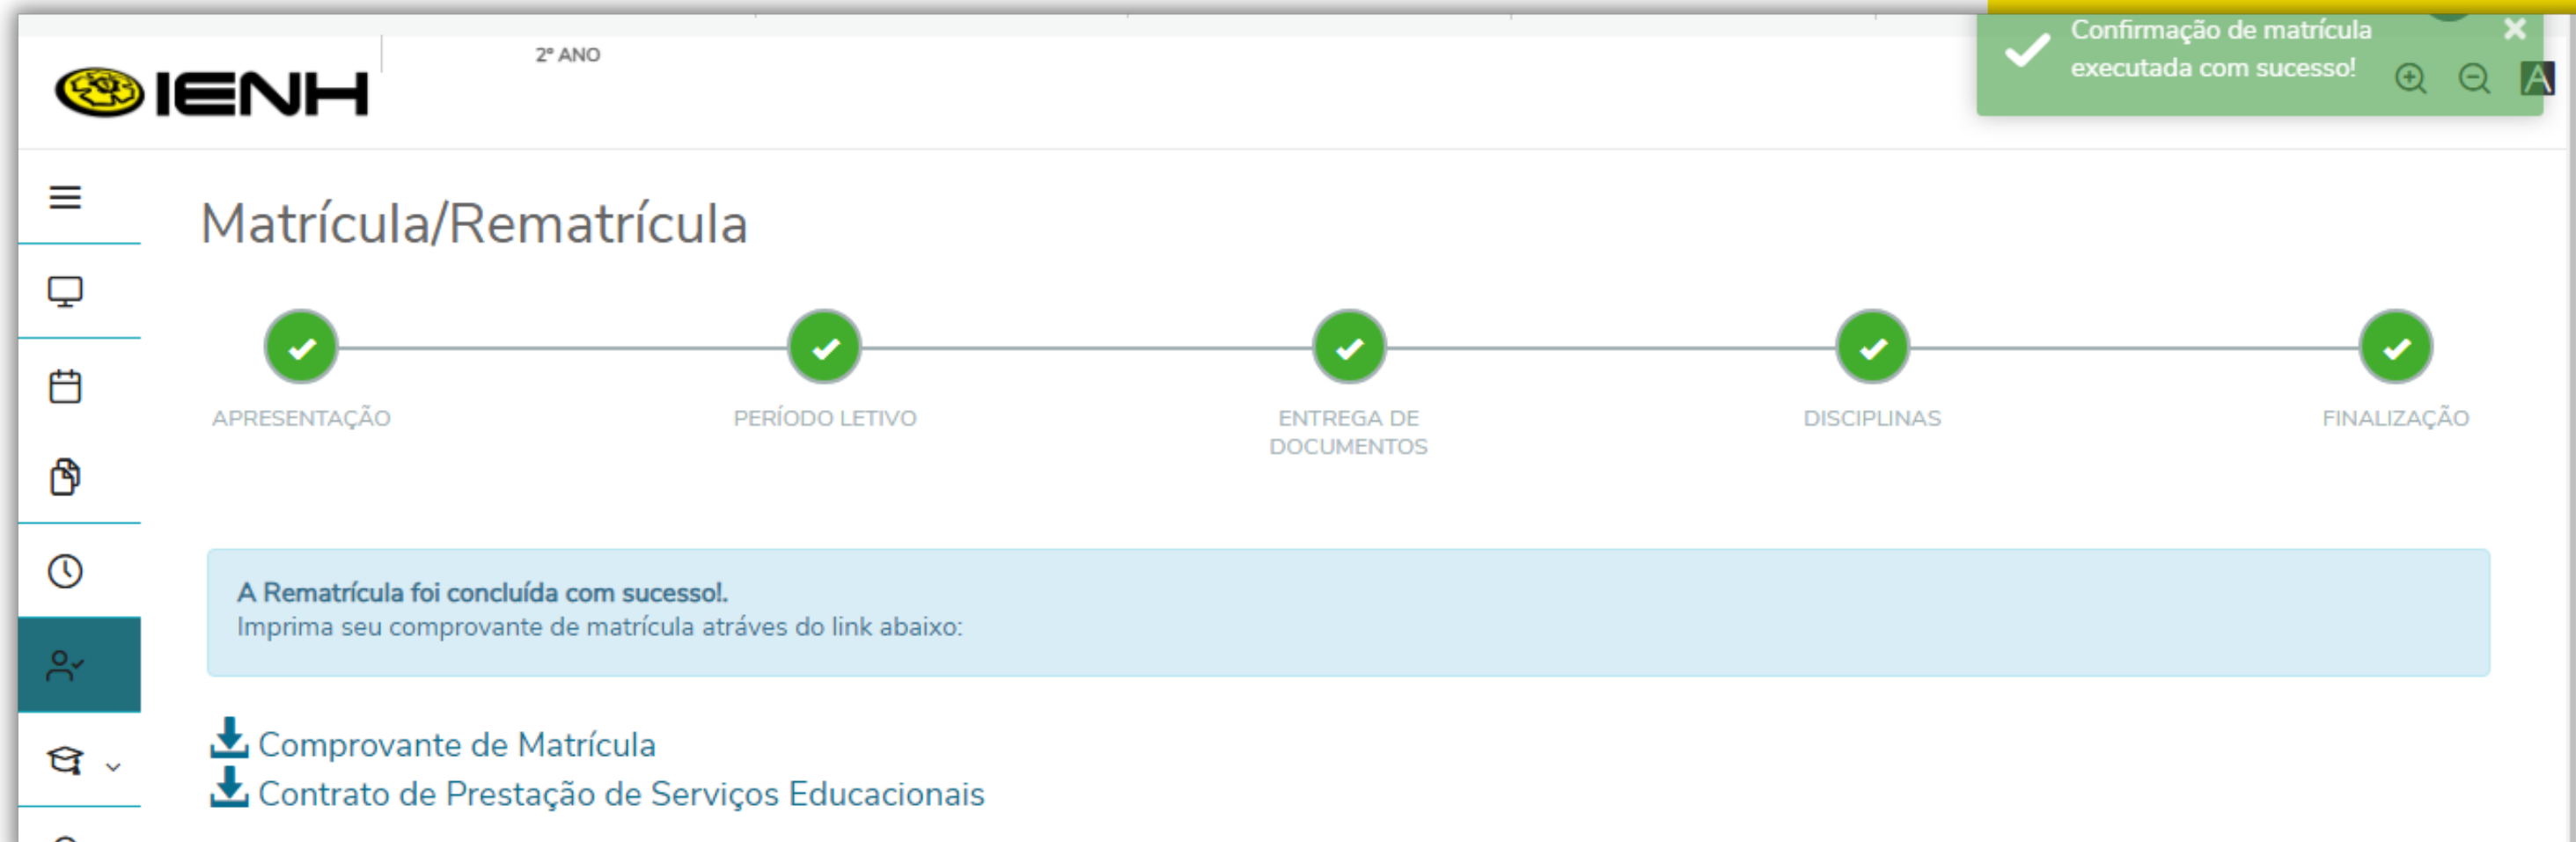 IENH
2º ANO
Confirmação de matrícula
executada com sucesso!
A
Matrícula/Rematrícula
APRESENTAÇÃO
PERÍODO LETIVO
ENTREGA DE
DOCUMENTOS
DISCIPLINAS
FINALIZAÇÃO
A Rematrícula foi concluída com sucesso!.
Imprima seu comprovante de matrícula atráves do link abaixo:
Comprovante de Matrícula
Contrato de Prestação de Serviços Educacionais